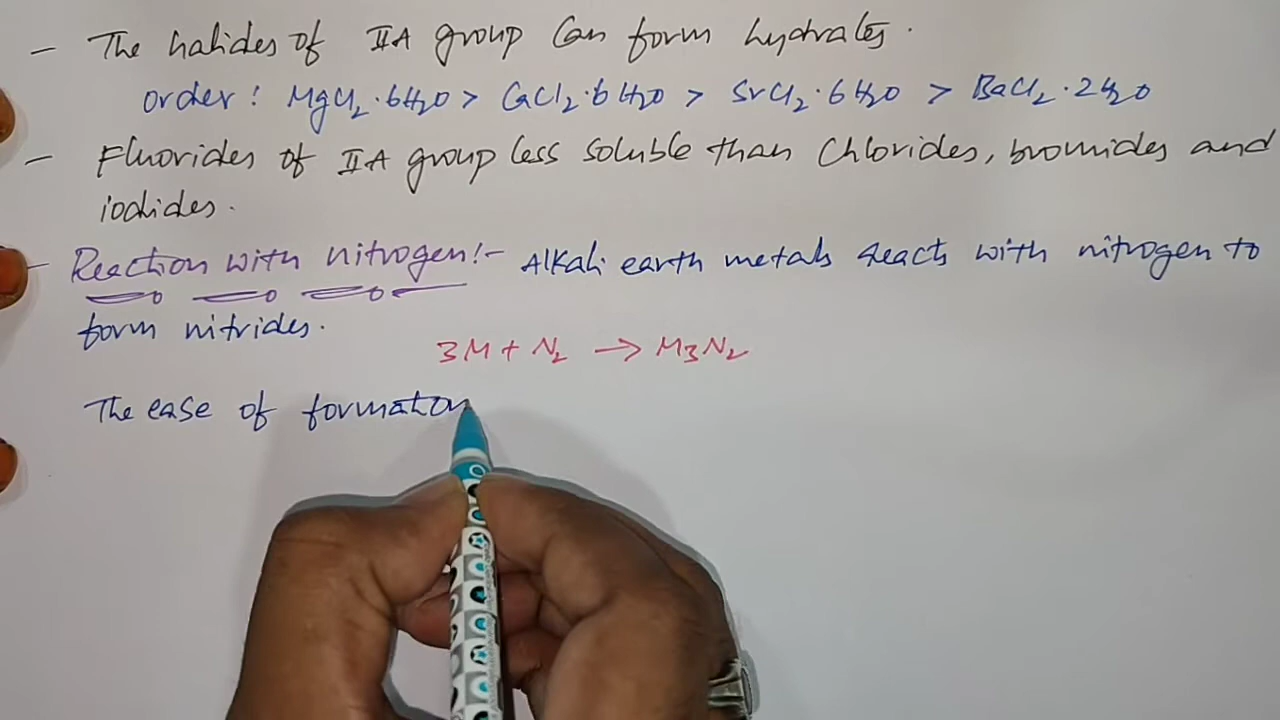 - The halides of IIA group can form hydrates.
order: MgCl₂·6H₂O > CaCl₂·6H₂O > SrCl₂·6H₂O > BaCl₂·2H₂O
- Fluorides of IIA group less soluble than chlorides, bromides and
iodides.
- Reaction with nitrogen:- Alkali earth metals reacts with nitrogen to
form nitrides.
3M + N₂ → M₃N₂
The ease of formaton